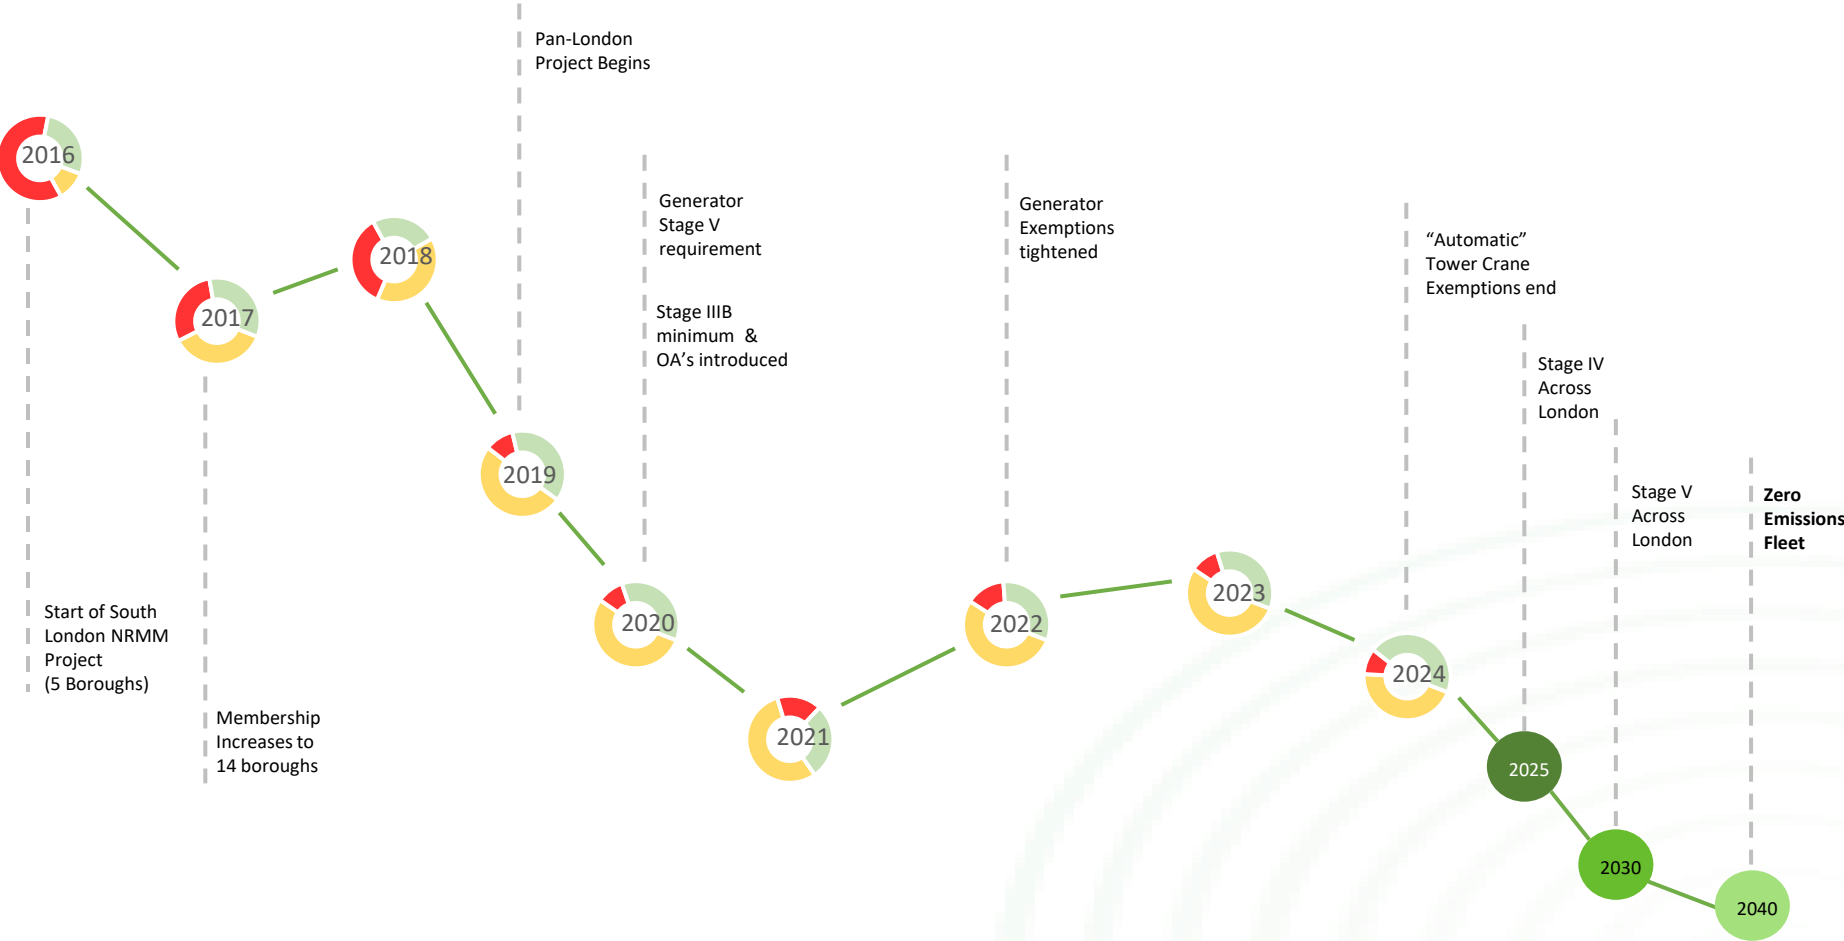 Pan-London
Project Begins
2016
Start of South
London NRMM
Project
(5 Boroughs)
2017
Membership
Increases to
14 boroughs
2018
2019
Generator
Stage V
requirement
Stage IIIB
minimum &
OA's introduced
2020
2021
Generator
Exemptions
tightened
2022
2023
“Automatic”
Tower Crane
Exemptions end
2024
Stage IV
Across
London
2025
Stage V
Across
London
2030
Zero
Emissions
Fleet
2040